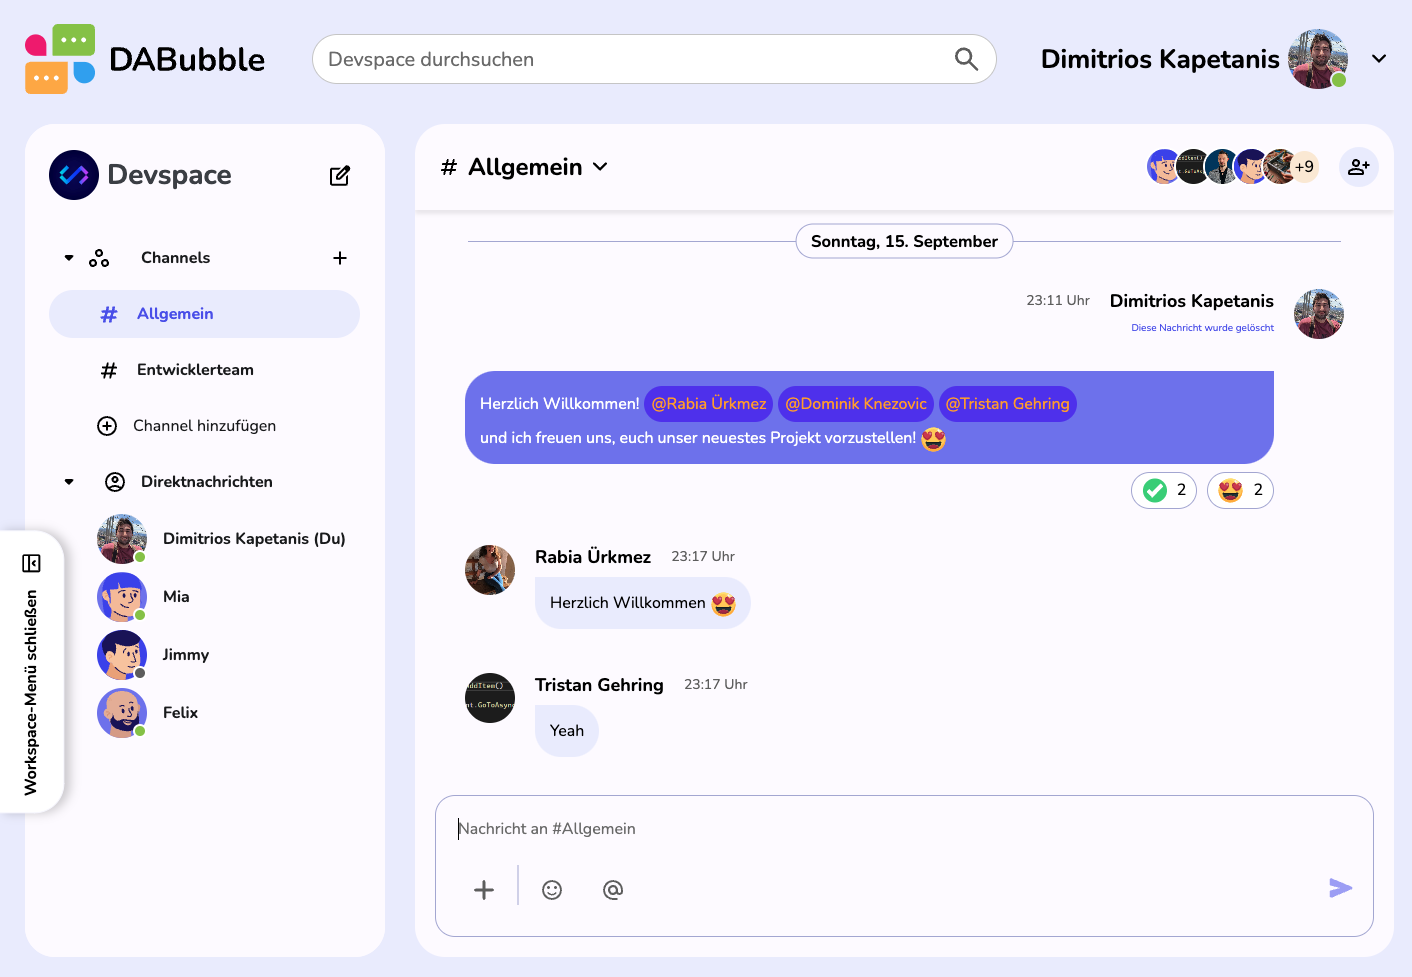 DABubble
Devspace durchsuchen
Dimitrios Kapetanis
Devspace
Channels
# Allgemein
# Entwicklerteam
Channel hinzufügen
Direktnachrichten
Dimitrios Kapetanis (Du)
Mia
Jimmy
Felix
Workspace-Menü schließen
# Allgemein
+9
Sonntag, 15. September
23:11 Uhr Dimitrios Kapetanis
Diese Nachricht wurde gelöscht
Herzlich Willkommen! @Rabia Ürkmez @Dominik Knezovic @Tristan Gehring
und ich freuen uns, euch unser neuestes Projekt vorzustellen! 😍
✅ 2 😍 2
Rabia Ürkmez 23:17 Uhr
Herzlich Willkommen 😍
Tristan Gehring 23:17 Uhr
Yeah
Nachricht an #Allgemein